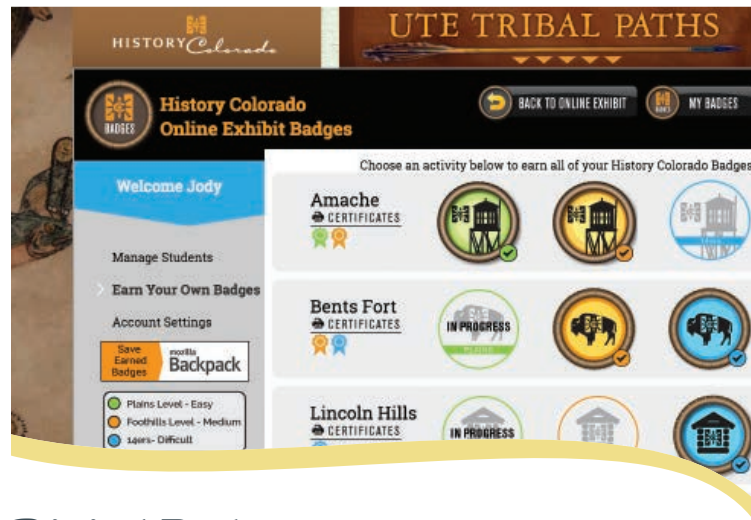 HISTORY Colorado
UTE TRIBAL PATHS
BADGES
History Colorado
Online Exhibit Badges
BACK TO ONLINE EXHIBIT
MY BADGES
Choose an activity below to earn all of your History Colorado Badges
Welcome Jody
Manage Students
Earn Your Own Badges
Account Settings
Save
Earned
Badges
mozilla
Backpack
Plains Level - Easy
Foothills Level - Medium
14ers- Difficult
Amache
CERTIFICATES
Bents Fort
CERTIFICATES
IN PROGRESS
PLAINS
Lincoln Hills
CERTIFICATES
IN PROGRESS